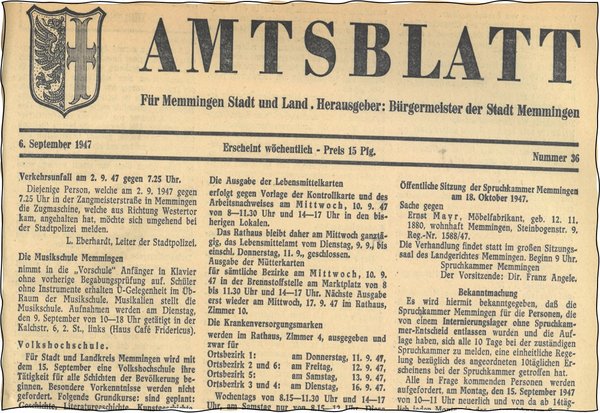 AMTSBLATT
Für Memmingen Stadt und Land . Herausgeber: Bürgermeister der Stadt Memmingen
6. September 1947
Erscheint wöchentlich - Preis 15 Pfg.
Nummer 36
Verkehrsunfall am 2. 9. 47 gegen 7.25 Uhr.
Diejenige Person, welche am 2. 9. 1947 gegen
7.25 Uhr in der Zangmeisterstraße in Memmingen
die Zugmaschine, welche aus Richtung Westertor
kam, angehalten hat, möchte sich umgehend bei
der Stadtpolizei melden.
L. Eberhardt, Leiter der Stadtpolizei.
Die Musikschule Memmingen
nimmt in die „Vorschule" Anfänger in Klavier
ohne vorherige Begabungsprüfung auf. Schüler
ohne Instrumente erhalten Ü-Gelegenheit im Üb-
Raum der Musikschule. Musikalien stellt die
Musikschule. Aufnahmen werden am Dienstag,
den 9. September von 10—18 Uhr getätigt in der
Kalchstr. 6, 2. St., links (Haus Café Fridericus).
Volkshochschule.
Für Stadt und Landkreis Memmingen wird mit
dem 15. September eine Volkshochschule ihre
Tätigkeit für alle Schichten der Bevölkerung be-
ginnen. Besondere Vorkenntnisse werden nicht
gefordert. Folgende Grundkurse: sind geplant:
Geschichte, Literaturgeschichte, Kunstgeschichte,
Die Ausgabe der Lebensmittelkarten
erfolgt gegen Vorlage der Kontrollkarte und des
Arbeitsnachweises am Mittwoch, 10. 9. 47
von 8—11.30 Uhr und 14—17 Uhr in den bis-
herigen Lokalen.
Das Rathaus bleibt daher am Mittwoch ganztä-
gig, das Lebensmittelamt vom Dienstag, 9. 9., bis
einschl. Donnerstag, 11. 9., geschlossen.
Ausgabe der Mütterkarten
für sämtliche Bezirke am Mittwoch, 10. 9.
47 in der Brennstoffstelle am Marktplatz von 8
bis 11.30 Uhr und 14—17 Uhr. Nächste Ausgabe
erst wieder am Mittwoch, 17. 9. 47 im Rathaus,
Zimmer 10.
Die Krankenversorgungsmarken
werden im Rathaus, Zimmer 4, ausgegeben und
zwar für
Ortsbezirk 1: am Donnerstag, 11. 9. 47,
Ortsbezirk 2 und 6: am Freitag, 12. 9. 47,
Ortsbezirk 5: am Samstag, 13. 9. 47,
Ortsbezirk 3 und 4: am Dienstag, 16. 9. 47,
Wochentags von 8.15—11.30 Uhr und 14—17
Uhr, am Samstag nur von 8.15—12 Uhr.
Öffentliche Sitzung der Spruchkammer Memmingen
am 18. Oktober 1947.
Sache gegen
Ernst Mayr, Möbelfabrikant, geb. 12. 11.
1880, wohnhaft Memmingen, Steinbogenstr. 9.
Reg.-Nr. 1588/47.
Die Verhandlung findet statt im großen Sitzungs-
saal des Landgerichtes Memmingen. Beginn 9 Uhr.
Spruchkammer Memmingen
Der Vorsitzende: Dir. Franz Angele.
Bekanntmachung
Es wird hiermit bekanntgegeben, daß die
Spruchkammer Memmingen für die Personen, die
von einem Internierungslager ohne Spruchkam-
mer-Entscheid entlassen wurden und die Auf-
lage haben, sich alle 10 Tage bei der zuständigen
Spruchkammer zu melden, eine einheitliche Rege-
lung bezüglich des angeordneten 10täglichen Er-
scheinens bei der Spruchkammer getroffen hat.
Alle in Frage kommenden Personen werden
aufgefordert, am Montag, den 15. September 1947
von 10—11 Uhr neuerlich und von da ab 14täg-